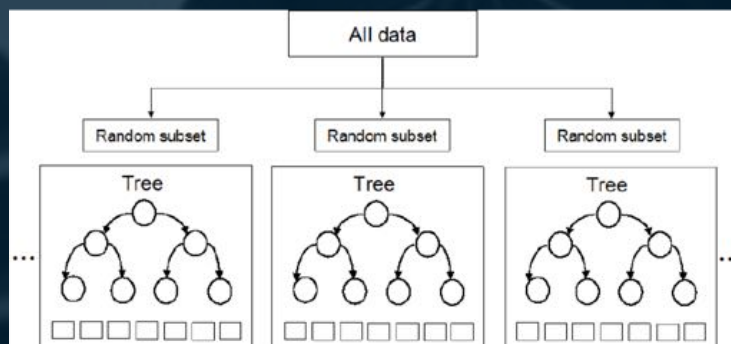 All data
Random subset
Random subset
Random subset
Tree
Tree
Tree
...
...